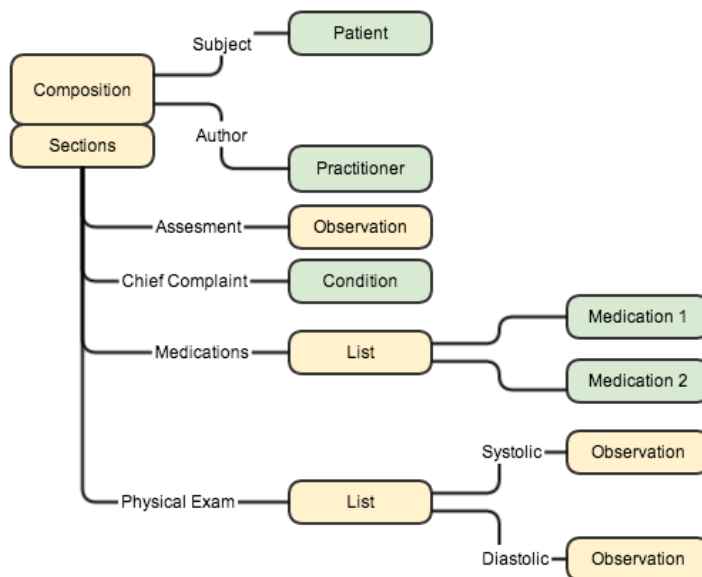 Subject
Patient
Composition
Author
Sections
Practitioner
Assesment
Observation
Chief Complaint
Condition
Medications
List
Medication 1
Medication 2
Physical Exam
List
Systolic
Observation
Diastolic
Observation